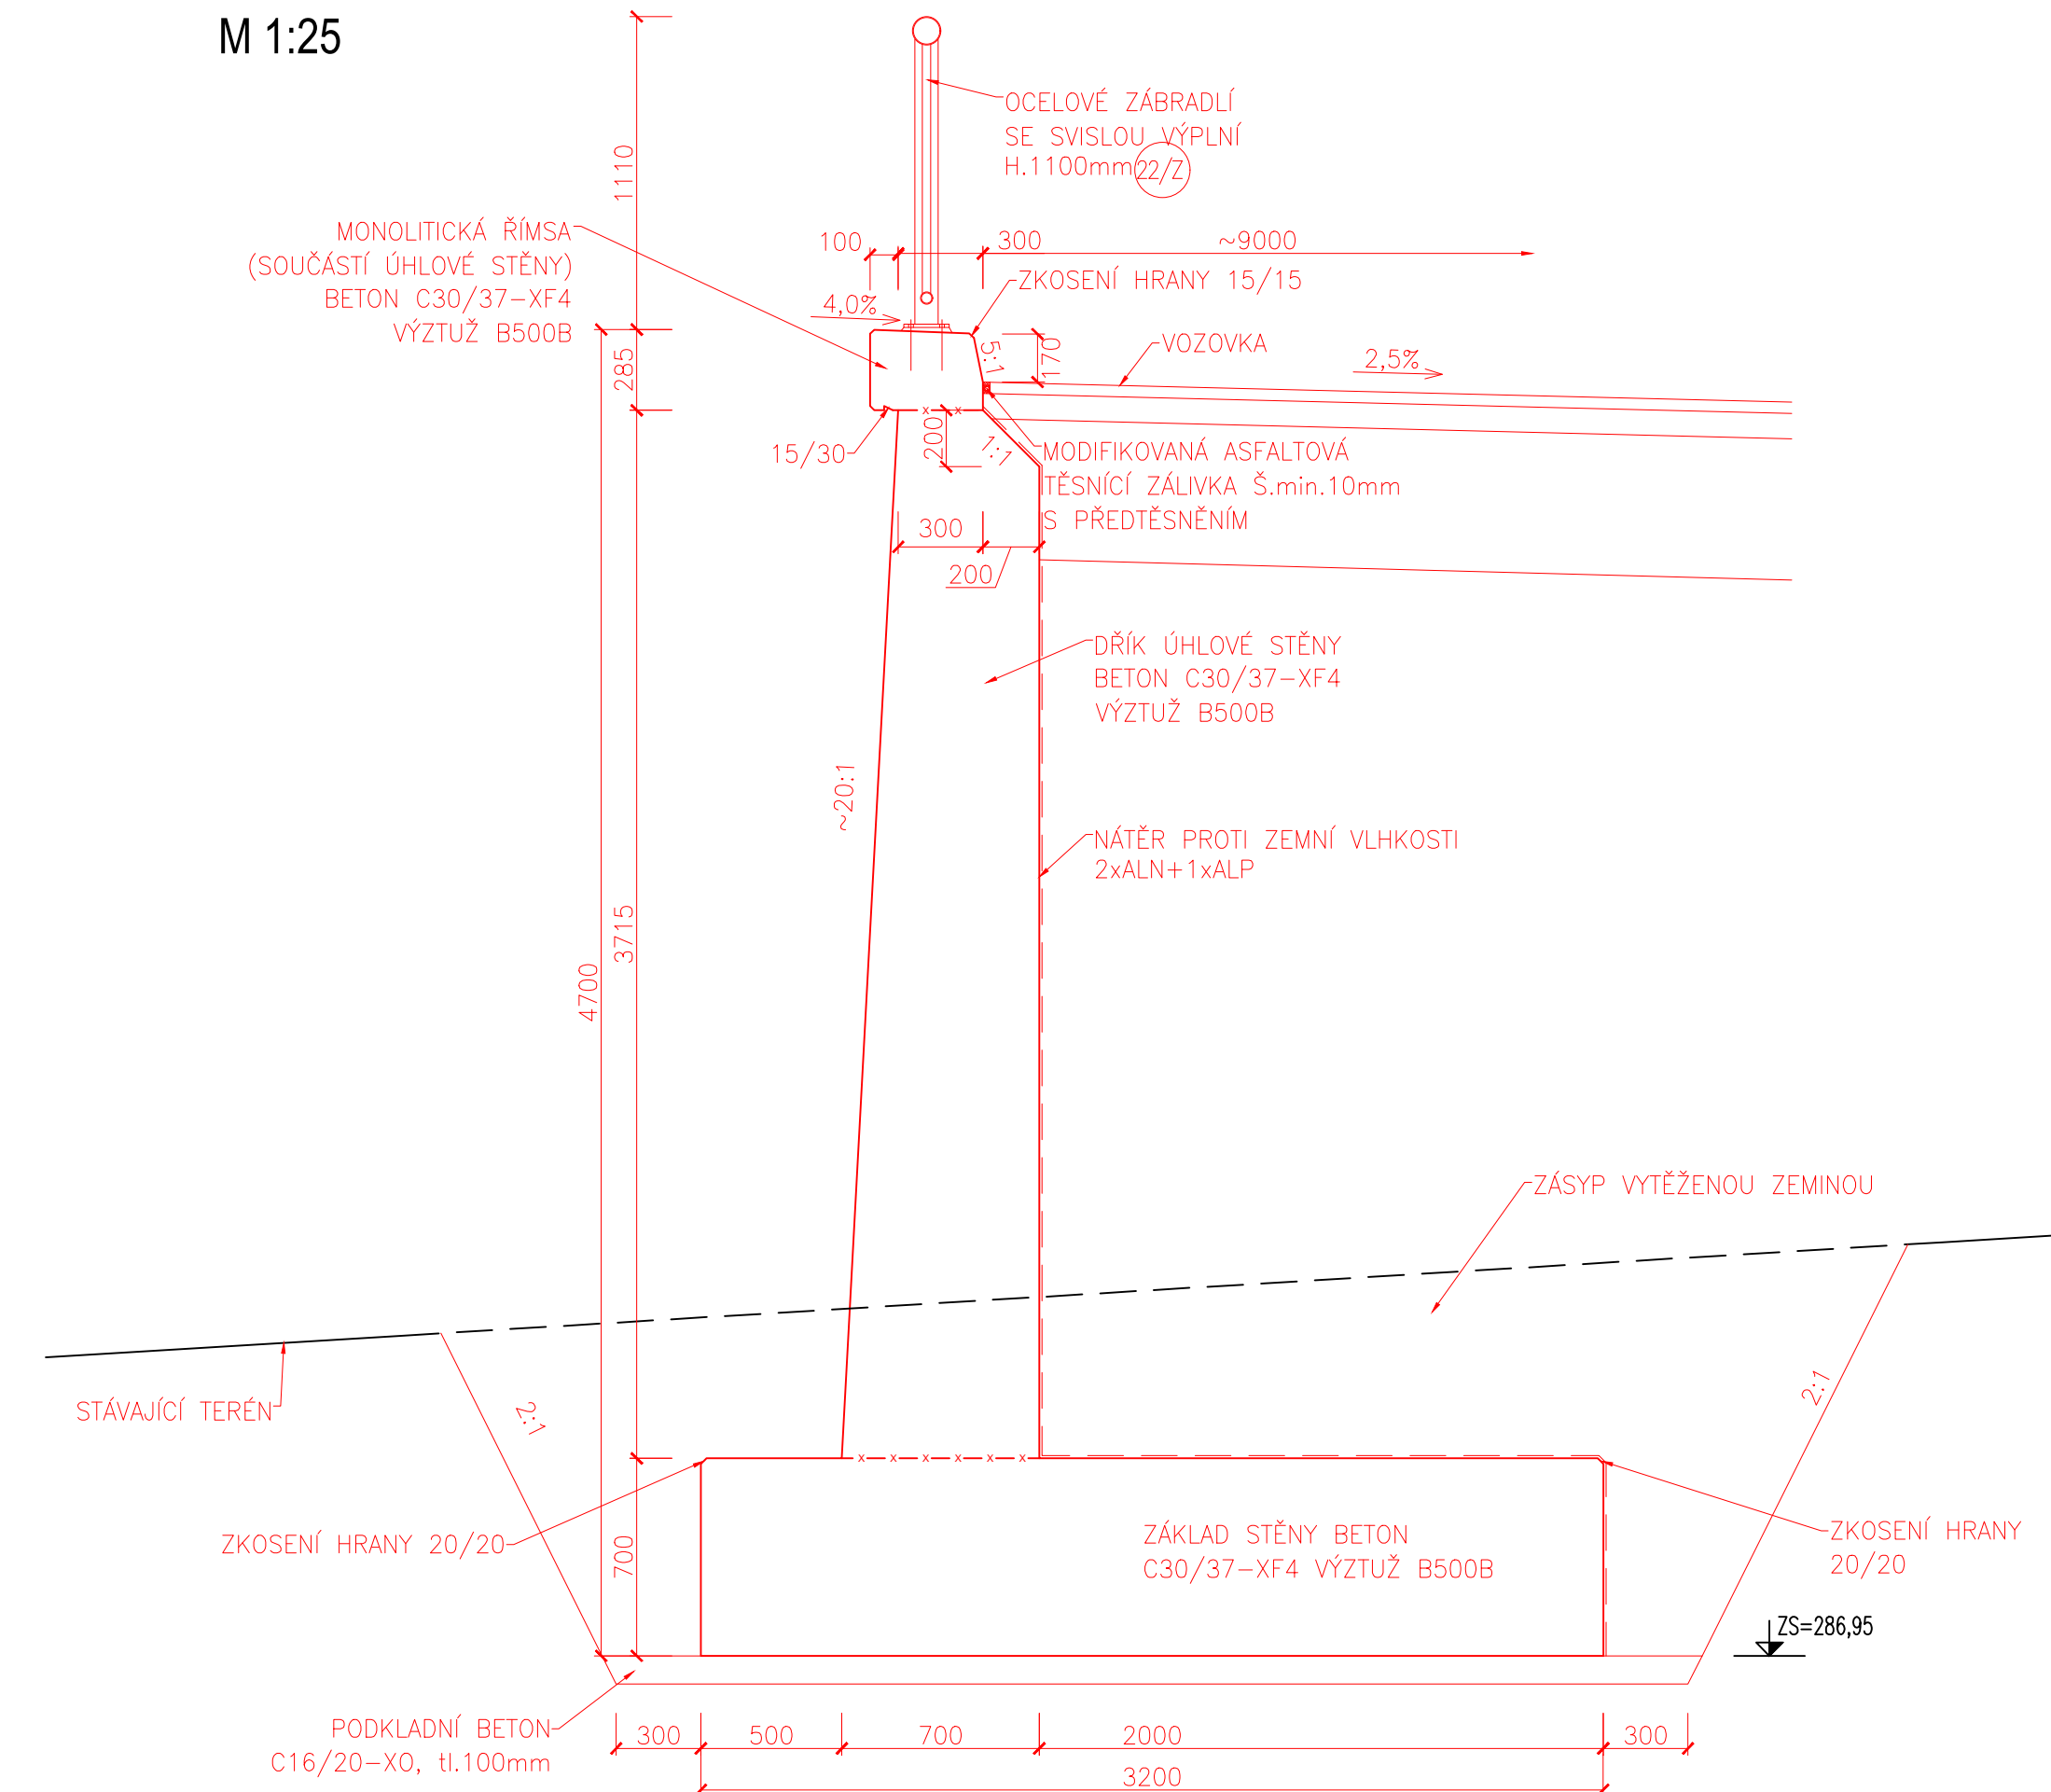 M 1:25
OCELOVÉ ZÁBRADLÍ
SE SVISLOU VÝPLNÍ
H.1100mm 22/Z
1110
MONOLITICKÁ ŘÍMSA
(SOUČÁSTÍ ÚHLOVÉ STĚNY)
BETON C30/37-XF4
VÝZTUŽ B500B
100
300
~9000
ZKOSENÍ HRANY 15/15
4,0%
285
5:1
170
VOZOVKA
2,5%
15/30
200
1:1
MODIFIKOVANÁ ASFALTOVÁ
TĚSNÍCÍ ZÁLIVKA Š.min.10mm
S PŘEDTĚSNĚNÍM
300
200
DŘÍK ÚHLOVÉ STĚNY
BETON C30/37-XF4
VÝZTUŽ B500B
~20:1
NÁTĚR PROTI ZEMNÍ VLHKOSTI
2xALN+1xALP
3715
4700
ZÁSYP VYTĚŽENOU ZEMINOU
STÁVAJÍCÍ TERÉN
2:1
2:1
ZKOSENÍ HRANY 20/20
700
ZÁKLAD STĚNY BETON
C30/37-XF4 VÝZTUŽ B500B
ZKOSENÍ HRANY
20/20
ZS=286,95
PODKLADNÍ BETON
C16/20-XO, tl.100mm
300
500
700
2000
300
3200